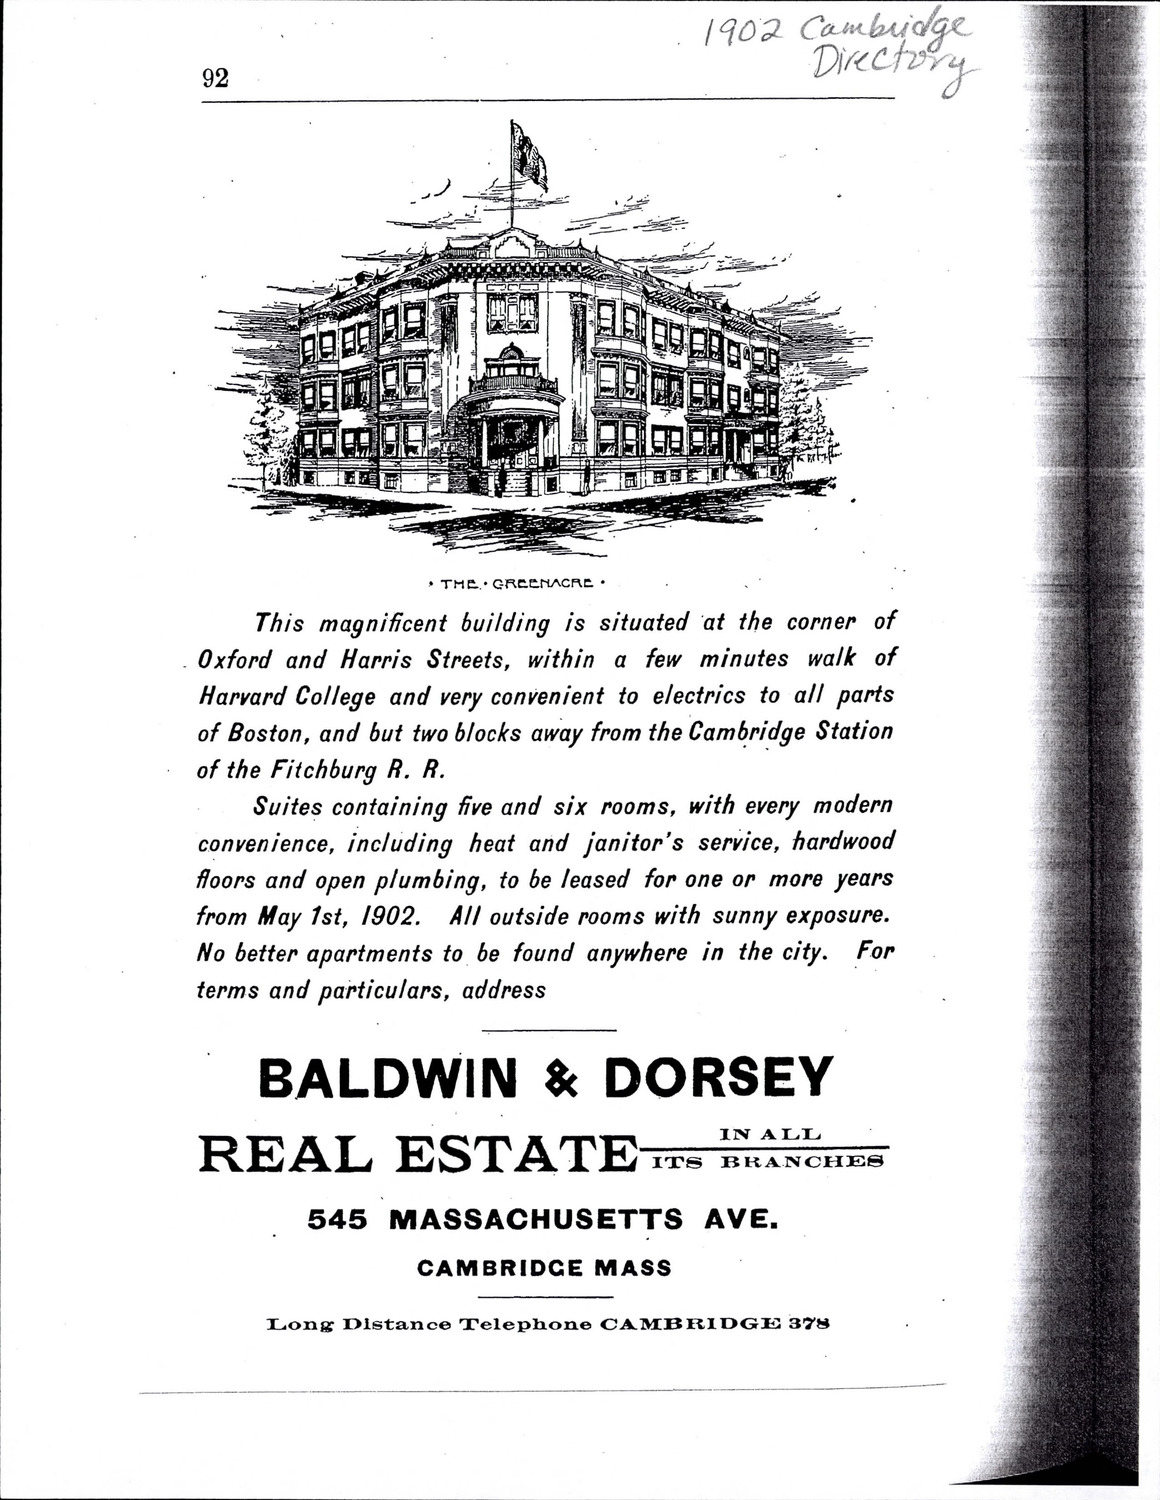 1902 Cambridge
Directory
92
· THE · GREENACRE ·
This magnificent building is situated at the corner of
Oxford and Harris Streets, within a few minutes walk of
Harvard College and very convenient to electrics to all parts
of Boston, and but two blocks away from the Cambridge Station
of the Fitchburg R. R.
Suites containing five and six rooms, with every modern
convenience, including heat and janitor's service, hardwood
floors and open plumbing, to be leased for one or more years
from May 1st, 1902. All outside rooms with sunny exposure.
No better apartments to be found anywhere in the city. For
terms and particulars, address
BALDWIN & DORSEY
REAL ESTATE IN ALL
ITS BRANCHES
545 MASSACHUSETTS AVE.
CAMBRIDGE MASS
Long Distance Telephone CAMBRIDGE 378